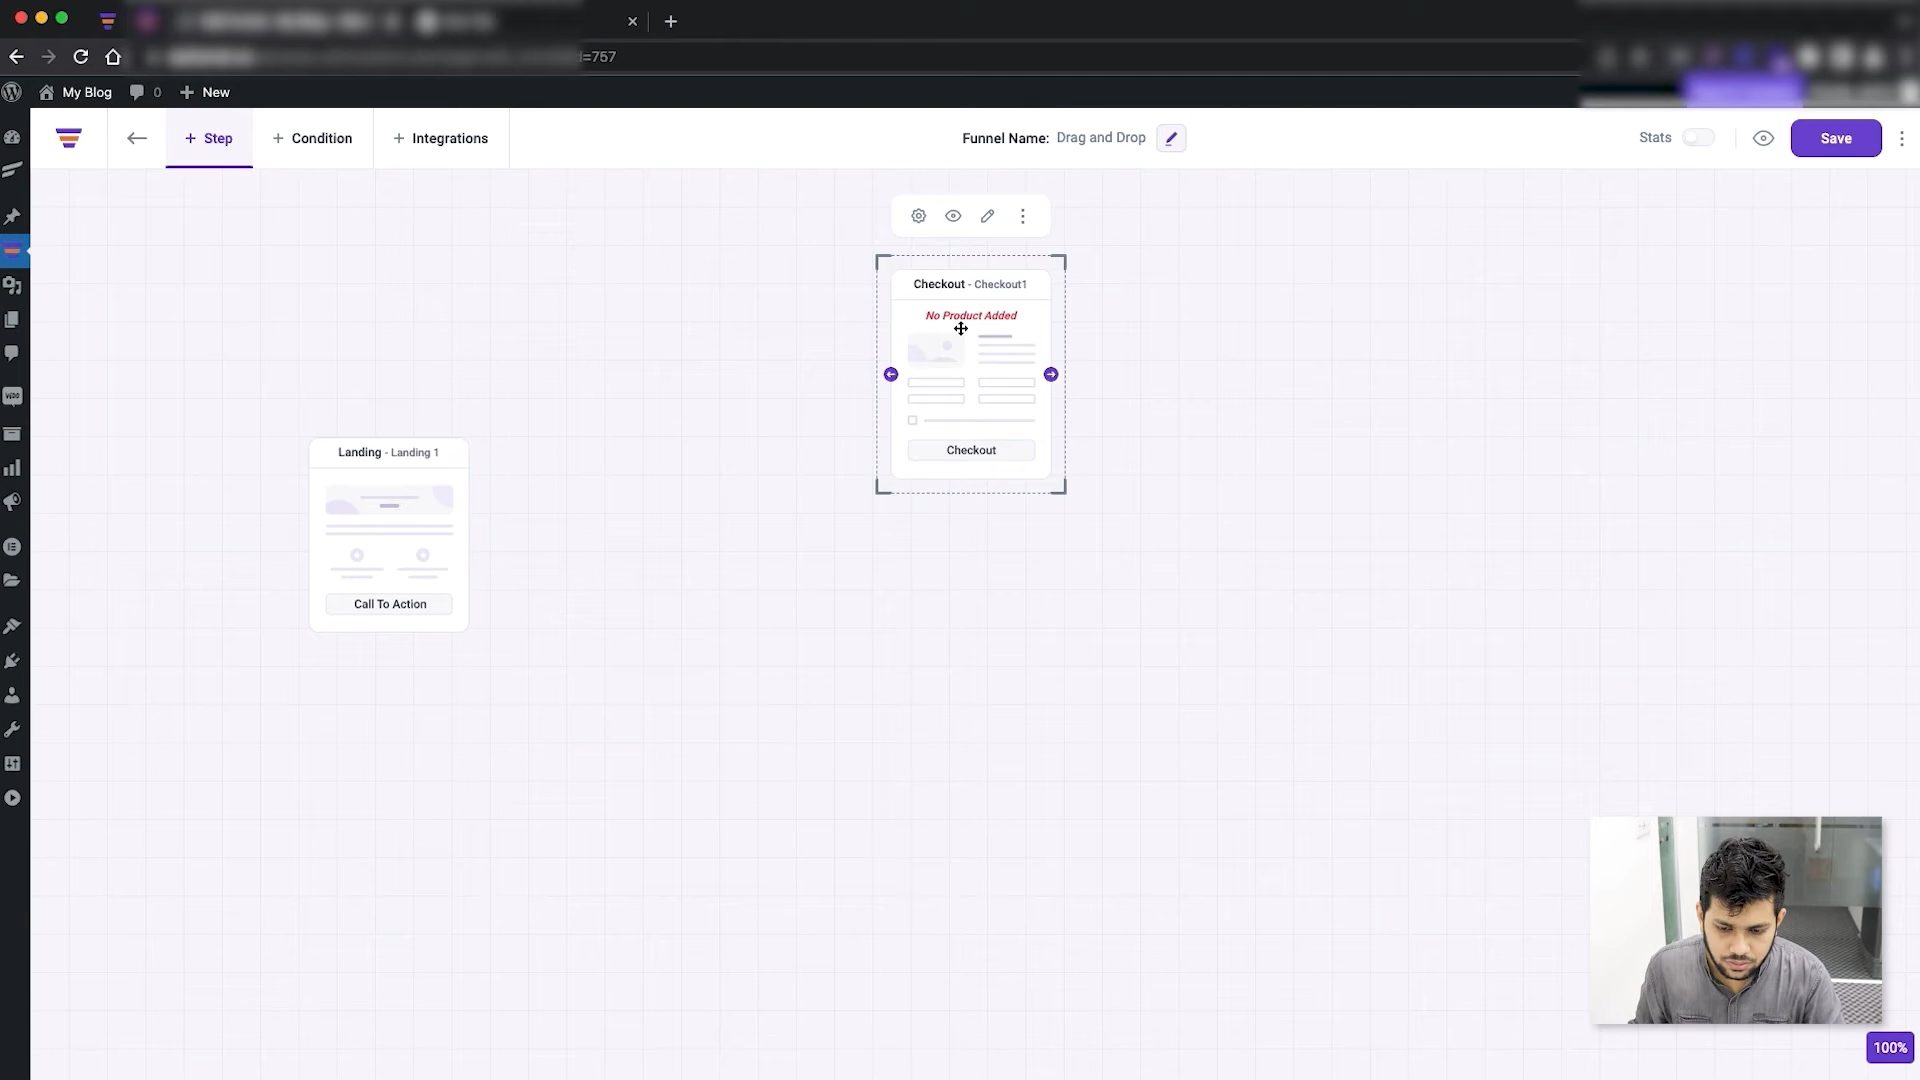 =757
My Blog
0
New
Step
Condition
Integrations
Funnel Name: Drag and Drop
Stats
Save
Checkout - Checkout1
No Product Added
Checkout
Landing - Landing 1
Call To Action
Woo
100%